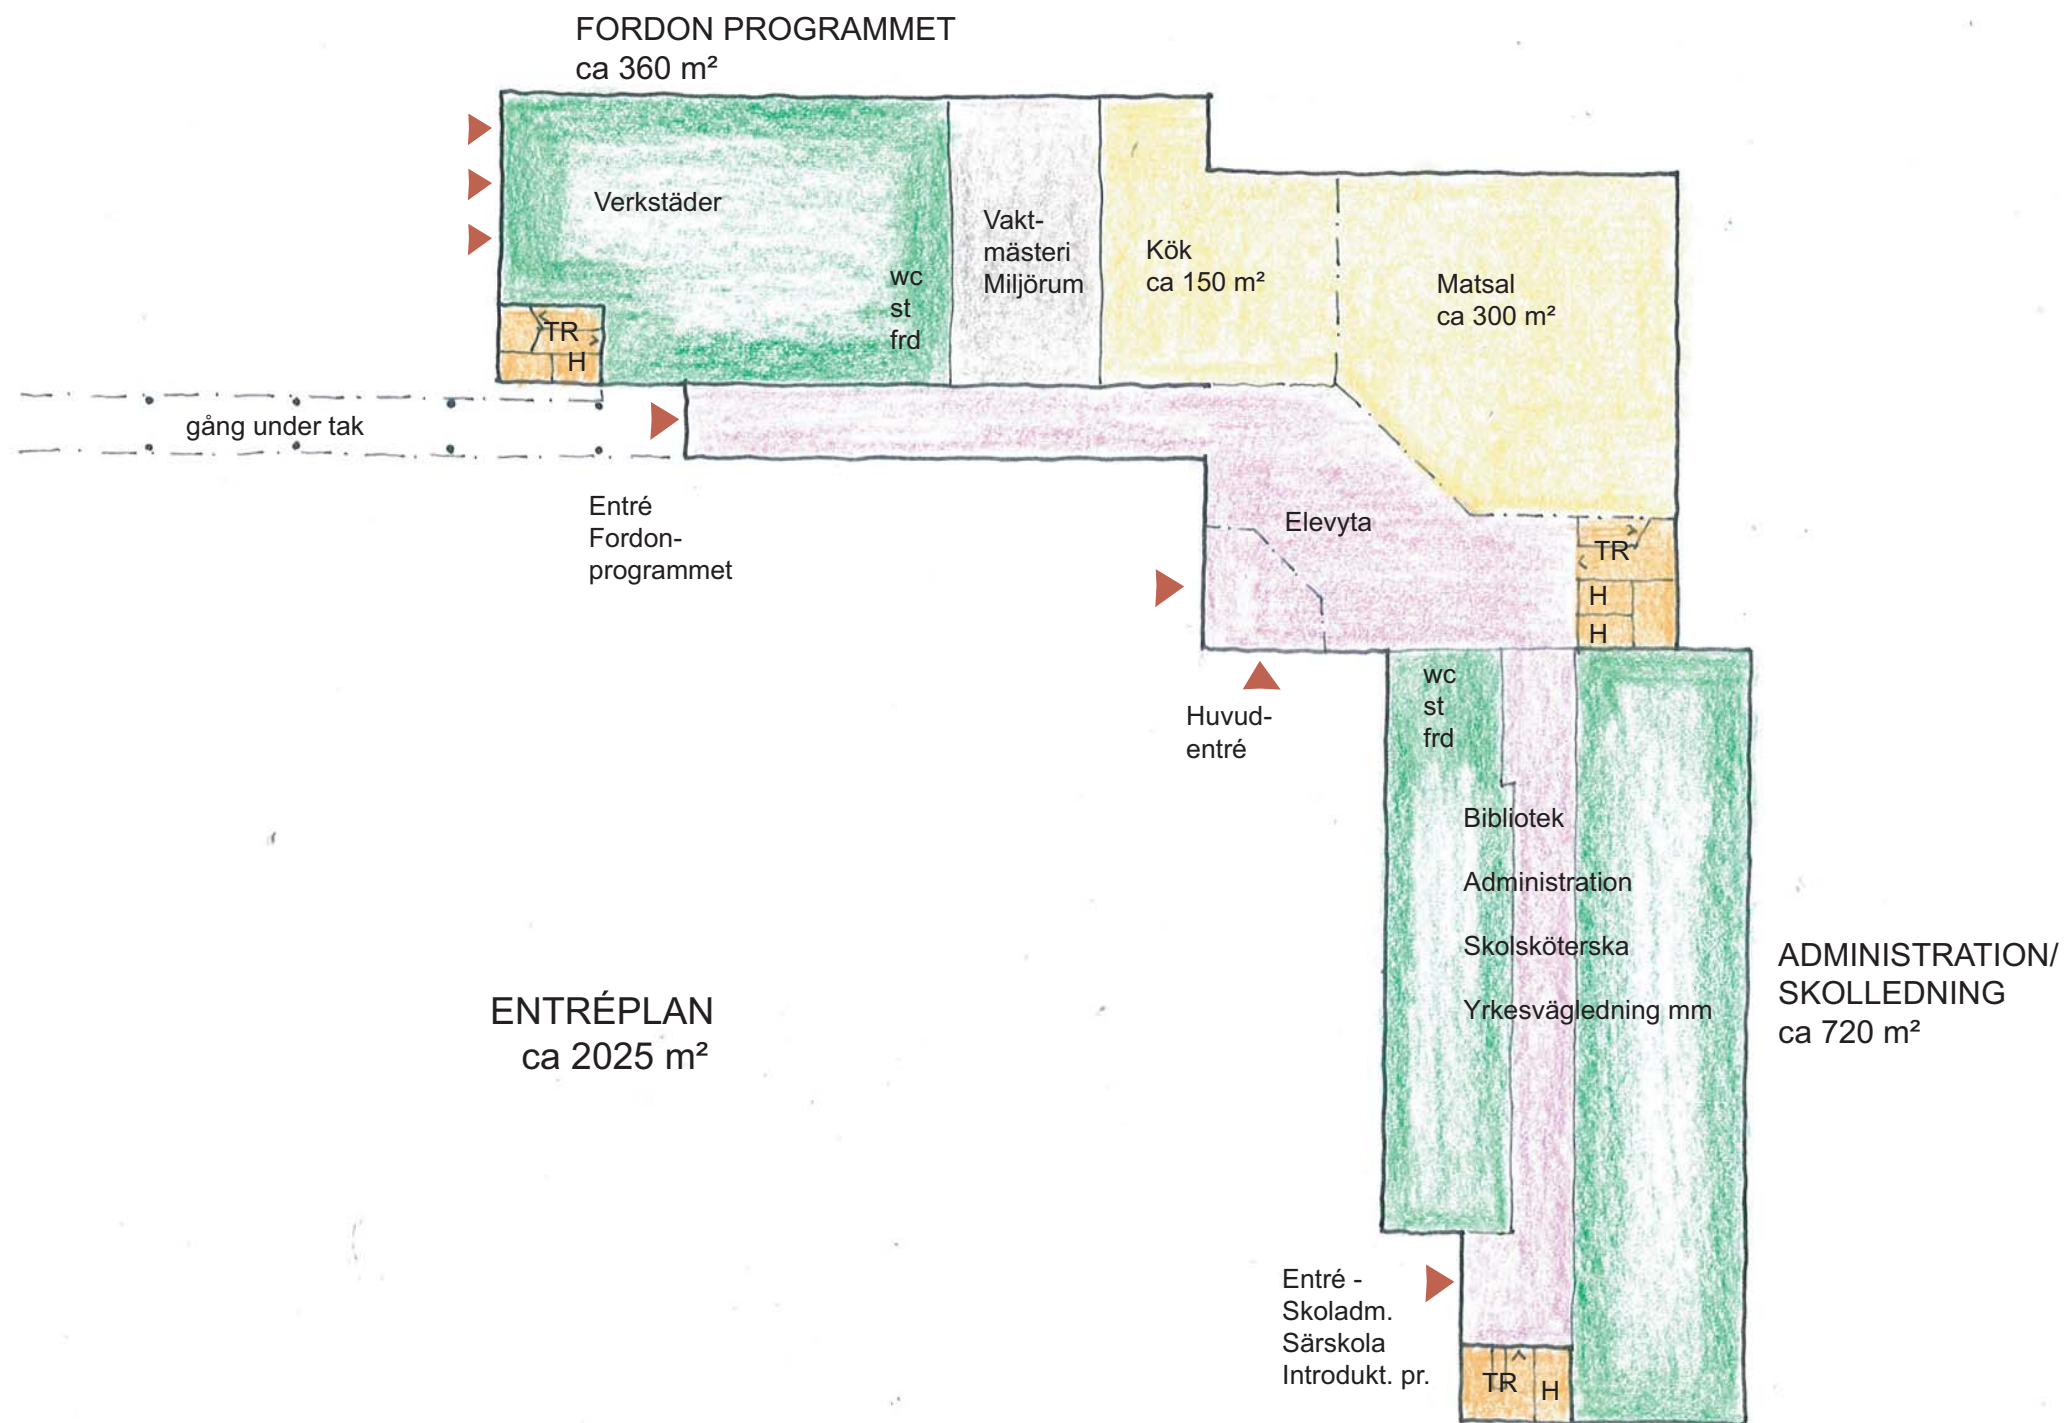 FORDON PROGRAMMET
ca 360 m²
Verkstäder
wc
st
frd
Vakt-
mästeri
Miljörum
Kök
ca 150 m²
Matsal
ca 300 m²
TR
H
gång under tak
Entré
Fordon-
programmet
Elevyta
TR
H
H
Huvud-
entré
wc
st
frd
Bibliotek
Administration
Skolsköterska
Yrkesvägledning mm
ADMINISTRATION/
SKOLLEDNING
ca 720 m²
ENTRÉPLAN
ca 2025 m²
Entré -
Skoladm.
Särskola
Introdukt. pr.
TR
H